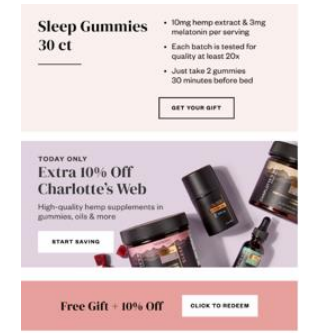 Sleep Gummies
30 ct
• 10mg hemp extract & 3mg
melatonin per serving
• Each batch is tested for
quality at least 20x
• Just take 2 gummies
30 minutes before bed
GET YOUR GIFT
TODAY ONLY
Extra 10% Off
Charlotte's Web
High-quality hemp supplements in
gummies, oils & more
START SAVING
Free Gift + 10% Off
CLICK TO REDEEM